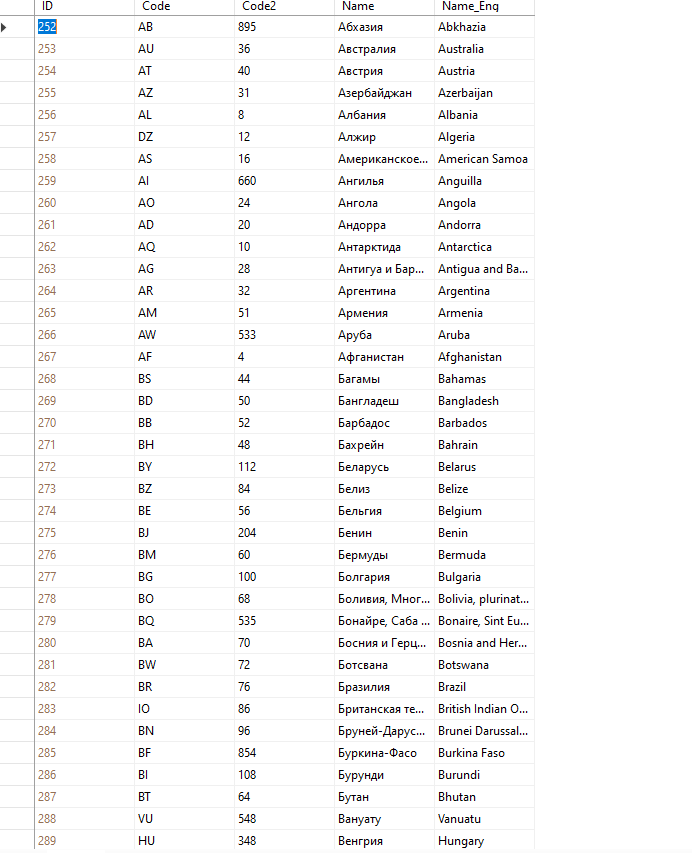 ID Code Code2 Name Name_Eng
252 AB 895 Абхазия Abkhazia
253 AU 36 Австралия Australia
254 AT 40 Австрия Austria
255 AZ 31 Азербайджан Azerbaijan
256 AL 8 Албания Albania
257 DZ 12 Алжир Algeria
258 AS 16 Американское... American Samoa
259 AI 660 Ангилья Anguilla
260 AO 24 Ангола Angola
261 AD 20 Андорра Andorra
262 AQ 10 Антарктида Antarctica
263 AG 28 Антигуа и Бар... Antigua and Ba...
264 AR 32 Аргентина Argentina
265 AM 51 Армения Armenia
266 AW 533 Аруба Aruba
267 AF 4 Афганистан Afghanistan
268 BS 44 Багамы Bahamas
269 BD 50 Бангладеш Bangladesh
270 BB 52 Барбадос Barbados
271 BH 48 Бахрейн Bahrain
272 BY 112 Беларусь Belarus
273 BZ 84 Белиз Belize
274 BE 56 Бельгия Belgium
275 BJ 204 Бенин Benin
276 BM 60 Бермуды Bermuda
277 BG 100 Болгария Bulgaria
278 BO 68 Боливия, Мног... Bolivia, plurinat...
279 BQ 535 Бонайре, Саба ... Bonaire, Sint Eu...
280 BA 70 Босния и Герц... Bosnia and Her...
281 BW 72 Ботсвана Botswana
282 BR 76 Бразилия Brazil
283 IO 86 Британская те... British Indian O...
284 BN 96 Бруней-Дарус... Brunei Darussal...
285 BF 854 Буркина-Фасо Burkina Faso
286 BI 108 Бурунди Burundi
287 BT 64 Бутан Bhutan
288 VU 548 Вануату Vanuatu
289 HU 348 Венгрия Hungary